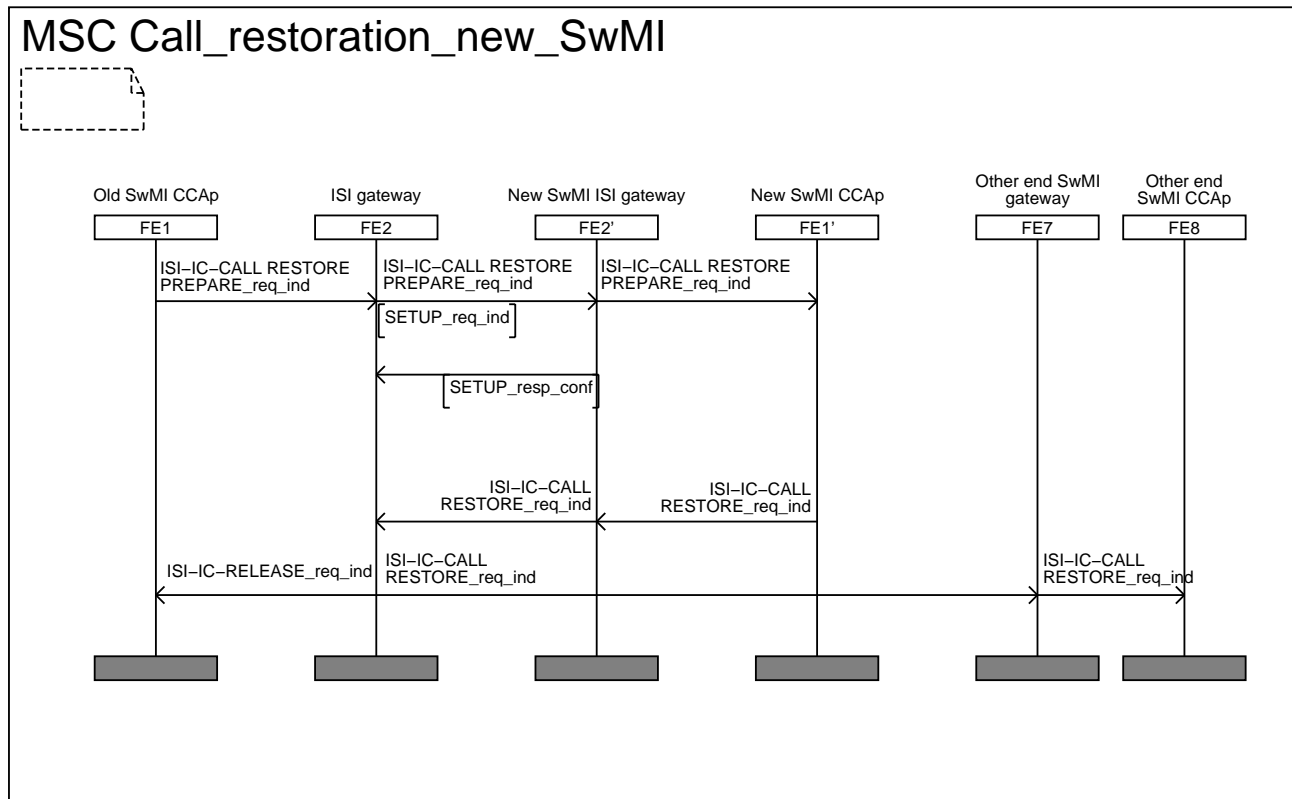 MSC Call_restoration_new_SwMI
Old SwMI CCAp
ISI gateway
New SwMI ISI gateway
New SwMI CCAp
Other end SwMI
gateway
Other end
SwMI CCAp
FE1
FE2
FE2’
FE1’
FE7
FE8
ISI–IC–CALL RESTORE
PREPARE_req_ind
ISI–IC–CALL RESTORE
PREPARE_req_ind
ISI–IC–CALL RESTORE
PREPARE_req_ind
SETUP_req_ind
SETUP_resp_conf
ISI–IC–CALL
RESTORE_req_ind
ISI–IC–CALL
RESTORE_req_ind
ISI–IC–RELEASE_req_ind
ISI–IC–CALL
RESTORE_req_ind
ISI–IC–CALL
RESTORE_req_ind